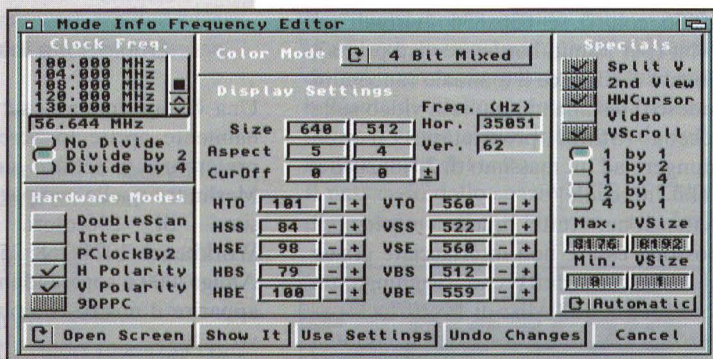 Mode Info Frequency Editor
Clock Freq.
100.000 MHz
104.000 MHz
108.000 MHz
120.000 MHz
130.000 MHz
56.644 MHz
No Divide
Divide by 2
Divide by 4
Hardware Modes
DoubleScan
Interlace
PClockBy2
H Polarity
V Polarity
9DPPC
Color Mode 4 Bit Mixed
Display Settings
Freq. (Hz)
Size 640 512 Hor. 35051
Aspect 5 4 Ver. 62
CurOff 0 0 ±
HTO 101 - + VTO 560 - +
HSS 84 - + VSS 522 - +
HSE 98 - + VSE 560 - +
HBS 79 - + VBS 512 - +
HBE 100 - + VBE 559 - +
Specials
Split V.
2nd View
HWCursor
Video
VScroll
1 by 1
1 by 2
1 by 4
2 by 1
4 by 1
Max. VSize
8176 8192
Min. VSize
0 1
Automatic
Open Screen Show It Use Settings Undo Changes Cancel